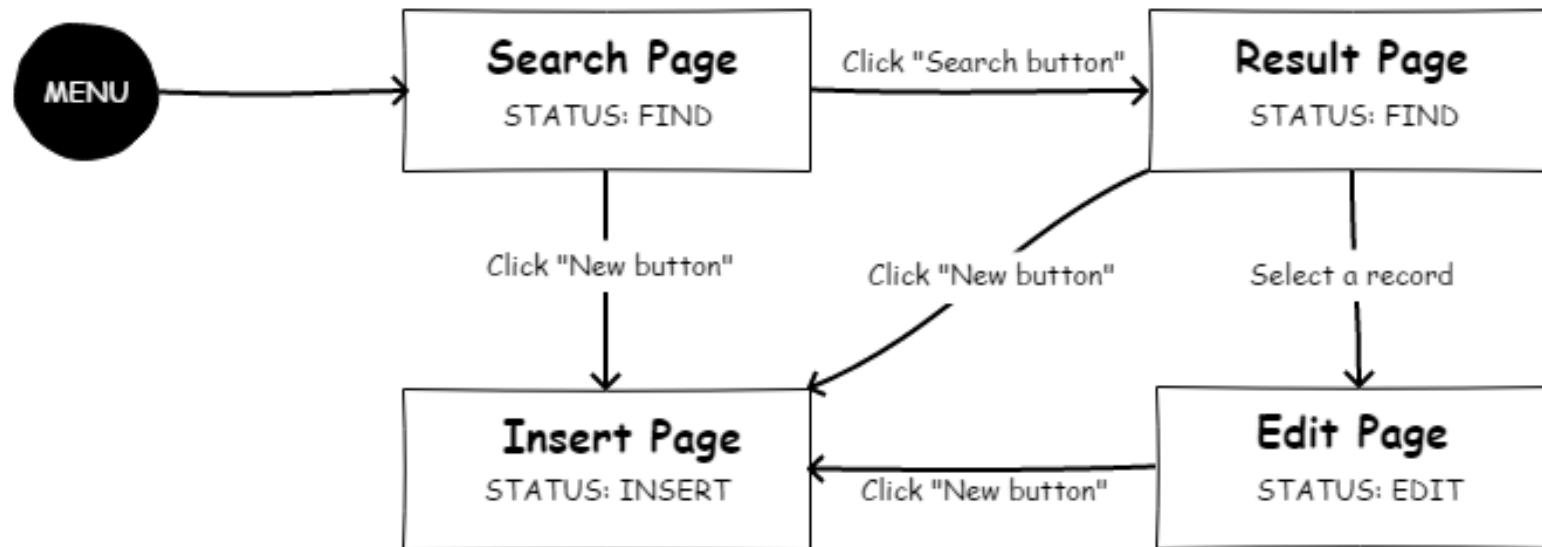 MENU
Search Page
STATUS: FIND
Click "Search button"
Result Page
STATUS: FIND
Click "New button"
Click "New button"
Select a record
Insert Page
STATUS: INSERT
Click "New button"
Edit Page
STATUS: EDIT